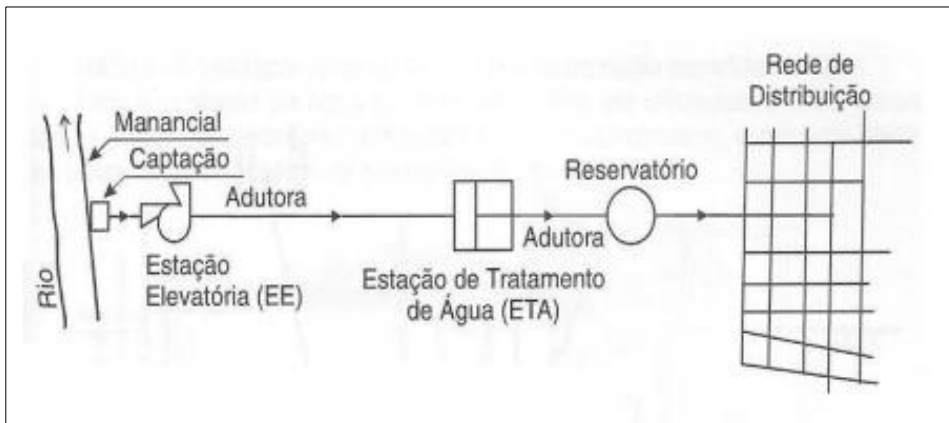 Manancial
Captação
Rio
Estação
Elevatória (EE)
Adutora
Estação de Tratamento
de Água (ETA)
Adutora
Reservatório
Rede de
Distribuição